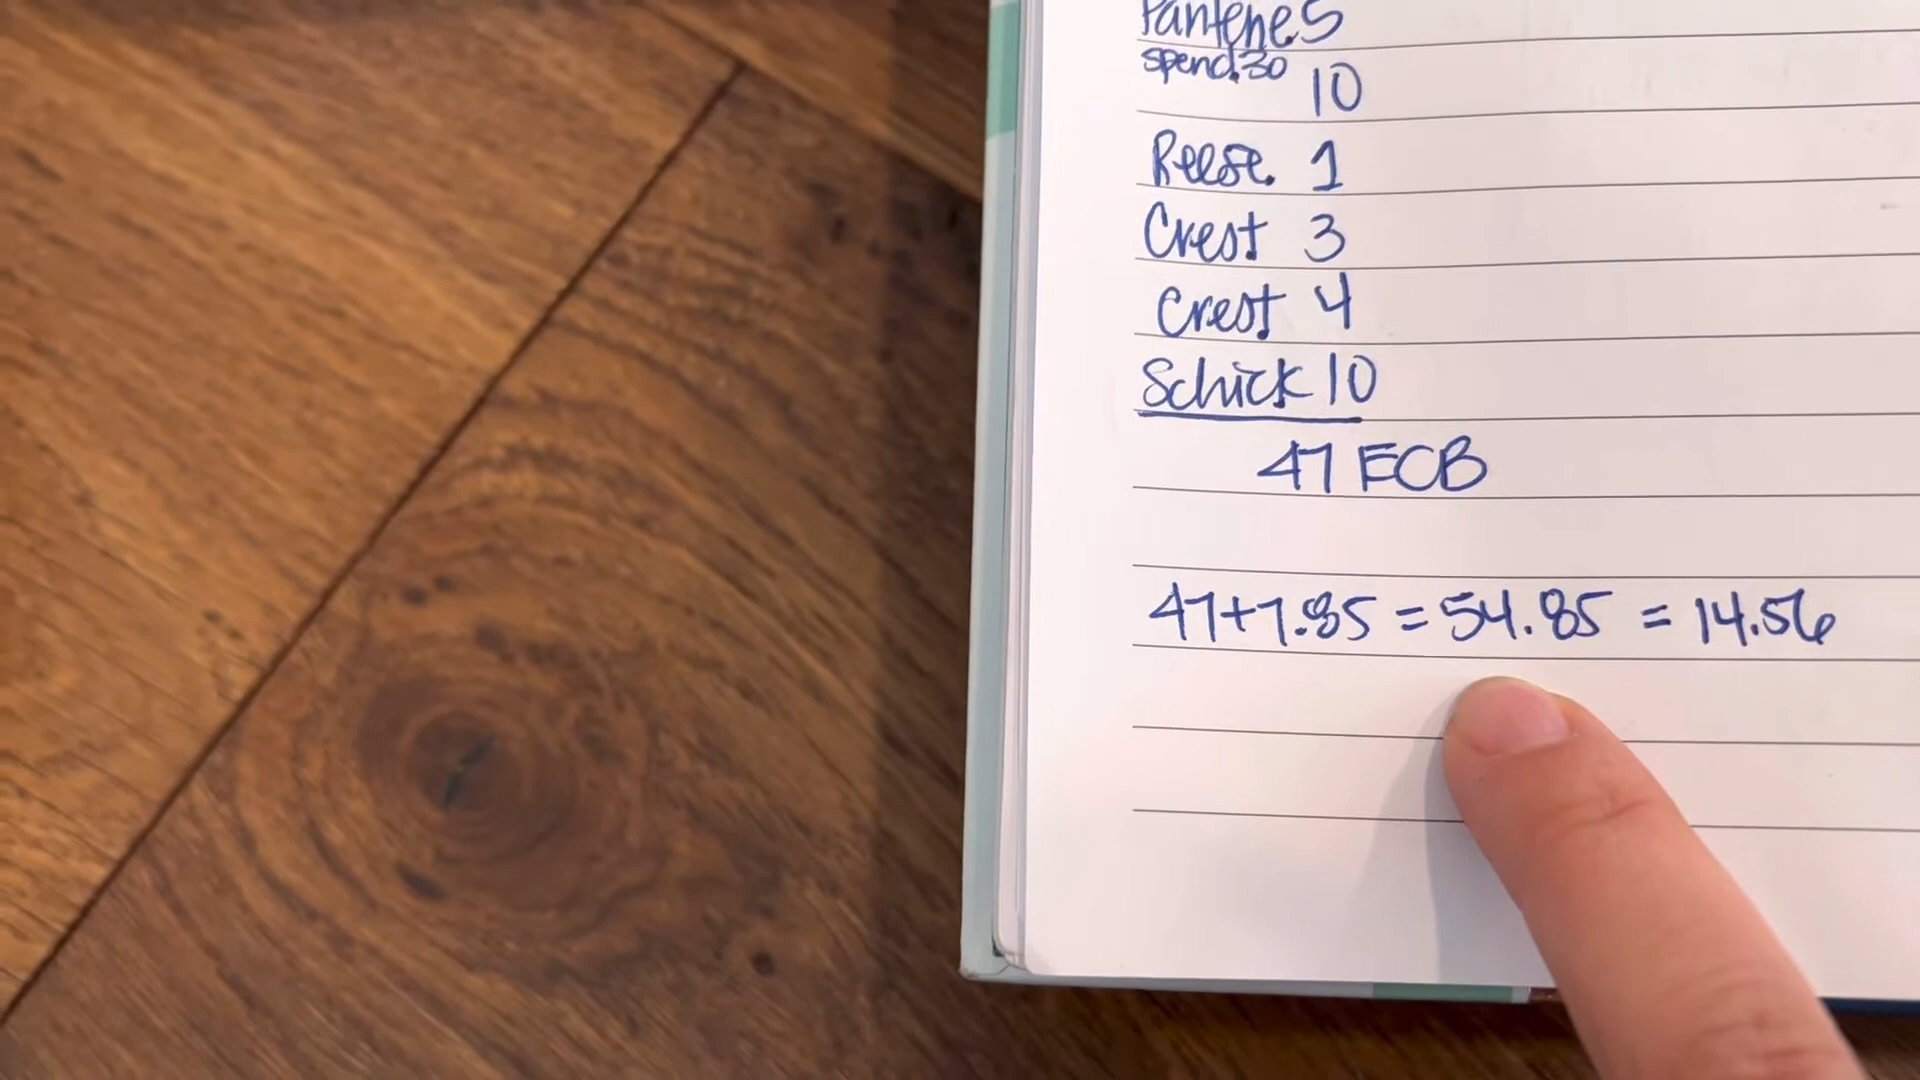 Pantene 5
spend 30 10
Reese. 1
Crest 3
Crest 4
Schick 10
47 ECB
47+7.85 = 54.85 = 14.56